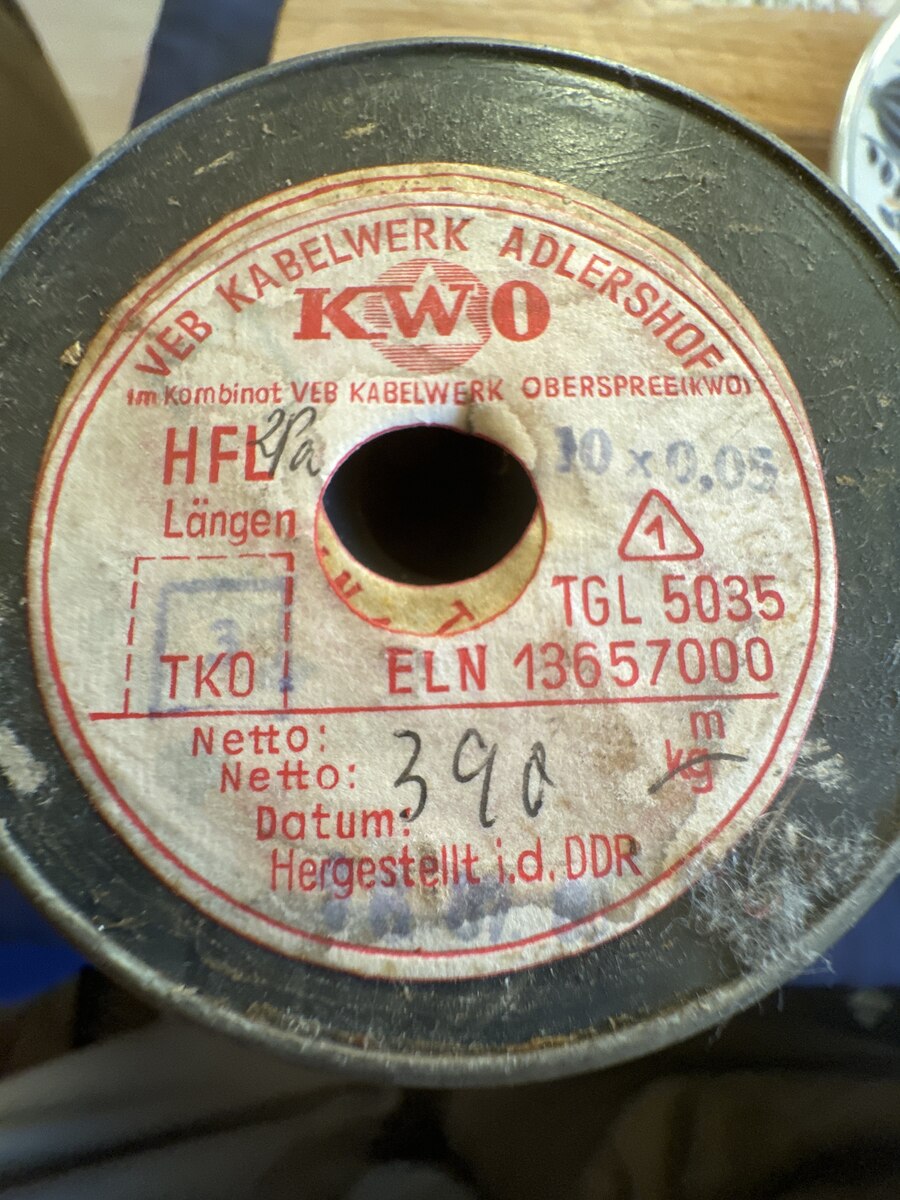 VEB KABELWERK ADLERSHOF
KWO
im Kombinat VEB KABELWERK OBERSPREE(KWO)
HFL 2Pa 10 x 0,05
Längen
1
3
TKO
TGL 5035
ELN 13657000
Netto: m
Netto: 390 kg
Datum:
Hergestellt i.d. DDR